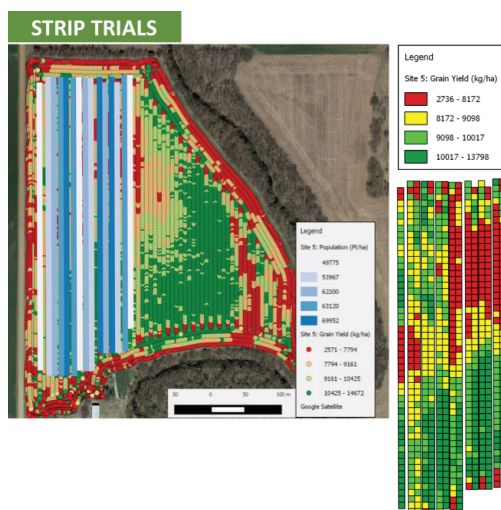 STRIP TRIALS
Legend
Site 5: Grain Yield (kg/ha)
2736 - 8172
8172 - 9098
9098 - 10017
10017 - 13798
Legend
Site 5: Population (Pl/ha)
49775
53967
62300
63120
69952
Site 5: Grain Yield (kg/ha)
2571 - 7794
7794 - 9161
9161 - 10425
10425 - 14672
Google Satellite
50 0 50 100 m